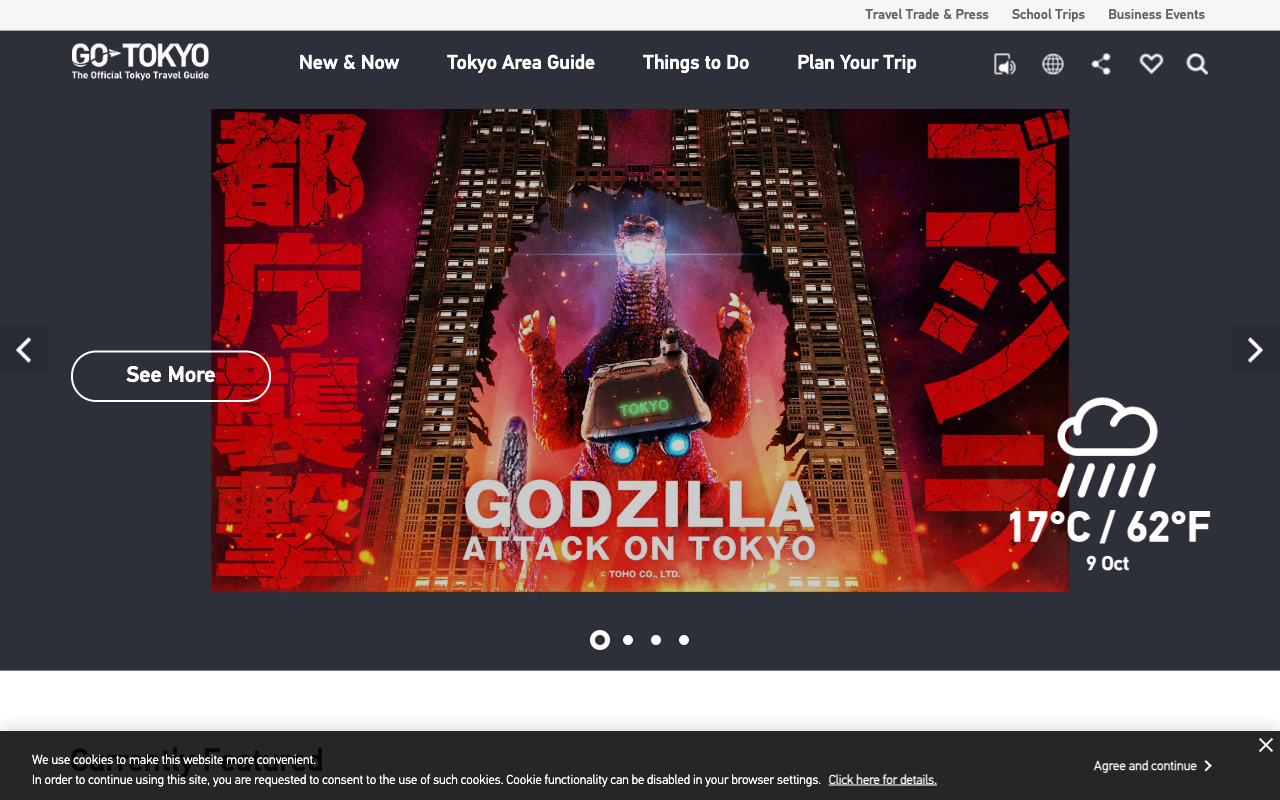 Travel Trade & Press School Trips Business Events
GO TOKYO
The Official Tokyo Travel Guide
New & Now Tokyo Area Guide Things to Do Plan Your Trip
ゴジラ
都庁襲撃
See More
TOKYO
GODZILLA
ATTACK ON TOKYO
© TOHO CO., LTD.
17°C / 62°F
9 Oct
Currently Featured
We use cookies to make this website more convenient.
In order to continue using this site, you are requested to consent to the use of such cookies. Cookie functionality can be disabled in your browser settings. Click here for details.
Agree and continue